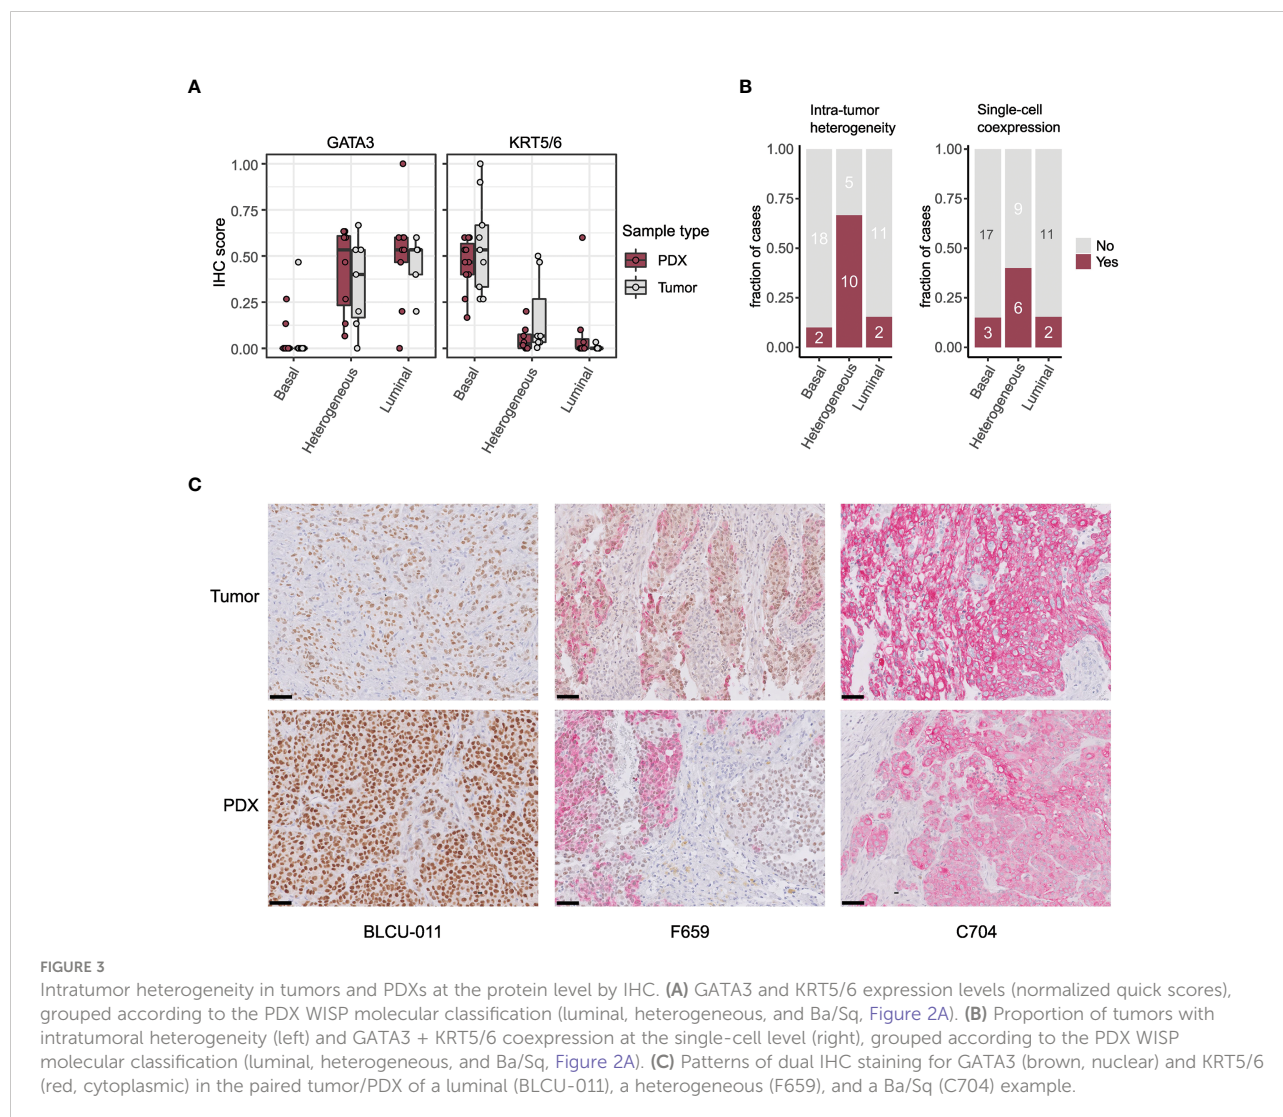 A
GATA3
KRT5/6
IHC score
1.00
0.75
0.50
0.25
0.00
Basal
Heterogeneous
Luminal
Basal
Heterogeneous
Luminal
Sample type
PDX
Tumor
B
Intra-tumor
heterogeneity
fraction of cases
1.00
0.75
0.50
0.25
0.00
18
5
11
2
10
2
Basal
Heterogeneous
Luminal
Single-cell
coexpression
fraction of cases
1.00
0.75
0.50
0.25
0.00
17
9
11
3
6
2
Basal
Heterogeneous
Luminal
No
Yes
C
Tumor
PDX
BLCU-011
F659
C704
FIGURE 3
Intratumor heterogeneity in tumors and PDXs at the protein level by IHC. (A) GATA3 and KRT5/6 expression levels (normalized quick scores),
grouped according to the PDX WISP molecular classification (luminal, heterogeneous, and Ba/Sq, Figure 2A). (B) Proportion of tumors with
intratumoral heterogeneity (left) and GATA3 + KRT5/6 coexpression at the single-cell level (right), grouped according to the PDX WISP
molecular classification (luminal, heterogeneous, and Ba/Sq, Figure 2A). (C) Patterns of dual IHC staining for GATA3 (brown, nuclear) and KRT5/6
(red, cytoplasmic) in the paired tumor/PDX of a luminal (BLCU-011), a heterogeneous (F659), and a Ba/Sq (C704) example.